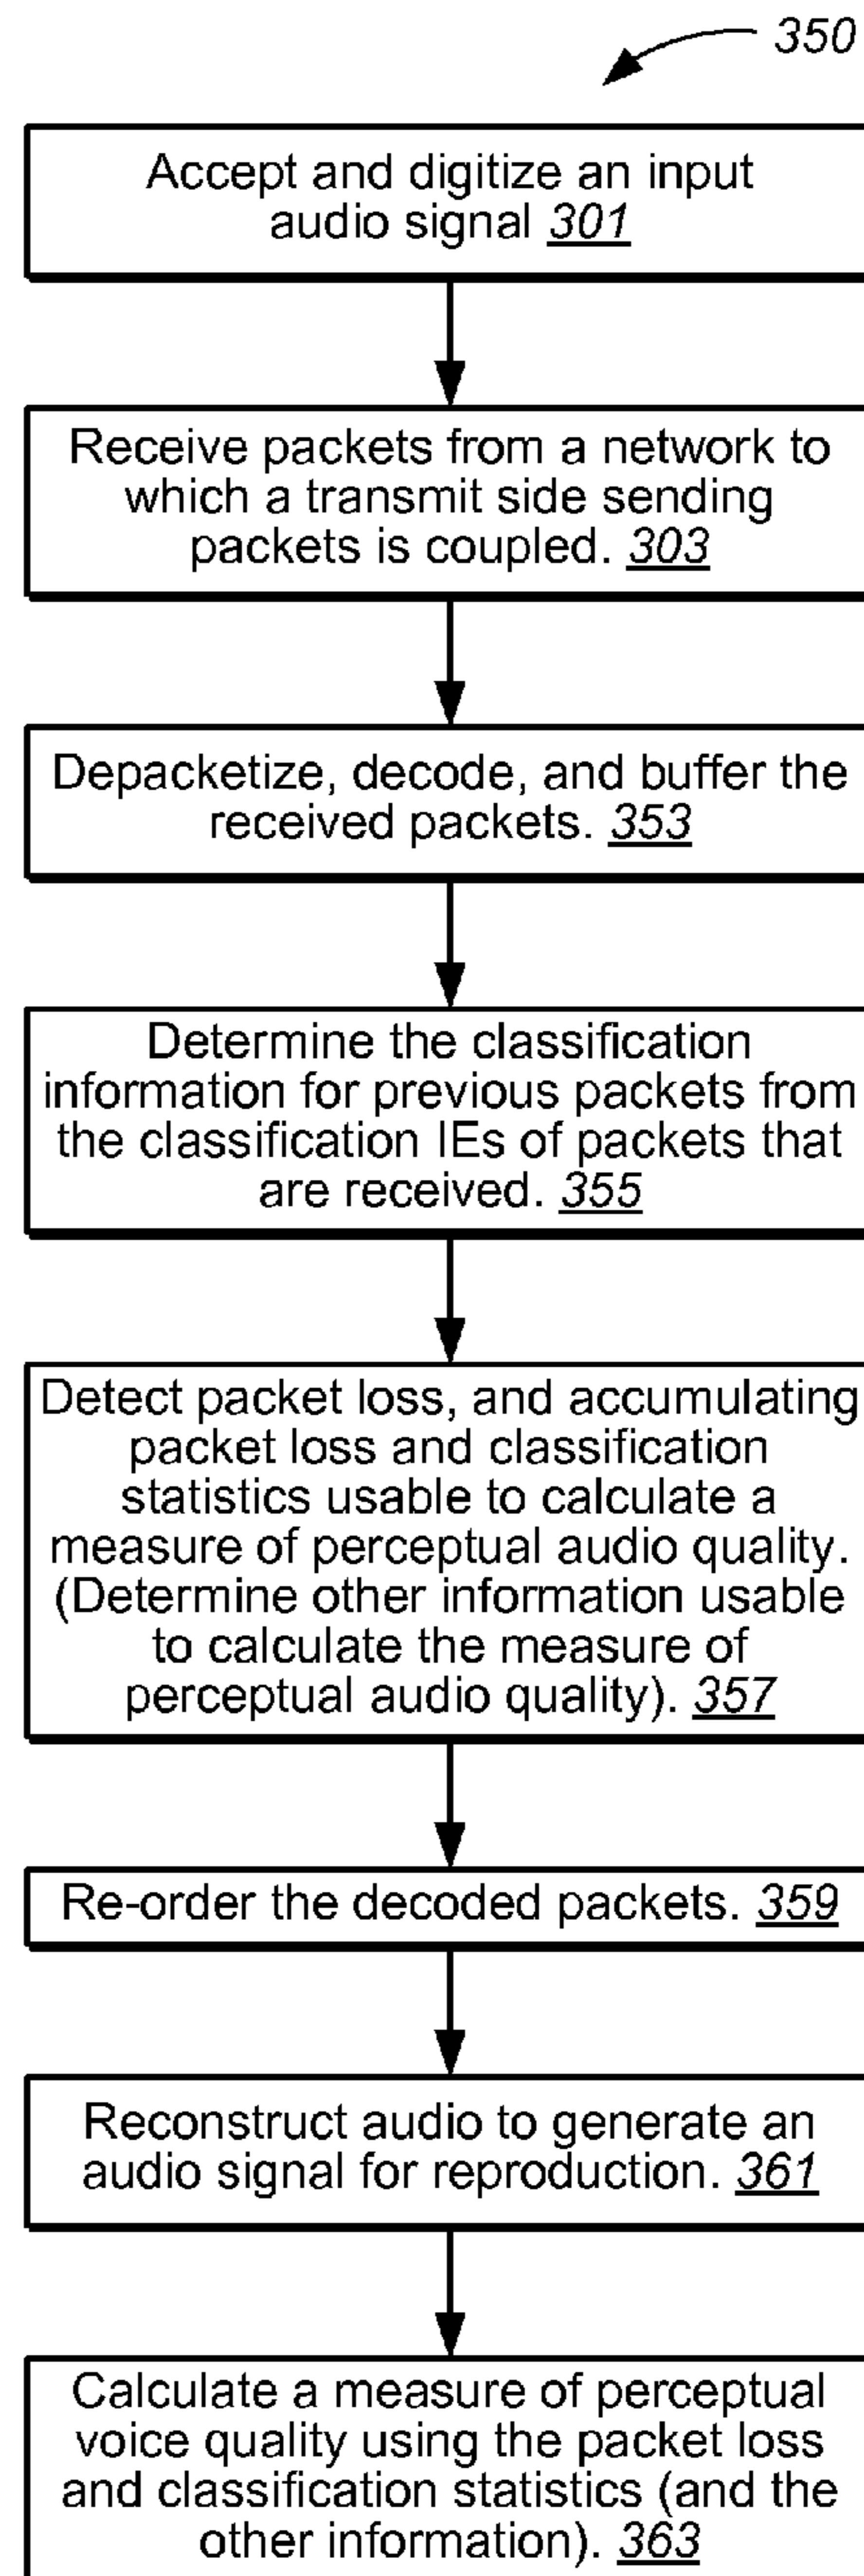 350
Accept and digitize an input
audio signal 301
Receive packets from a network to
which a transmit side sending
packets is coupled. 303
Depacketize, decode, and buffer the
received packets. 353
Determine the classification
information for previous packets from
the classification IEs of packets that
are received. 355
Detect packet loss, and accumulating
packet loss and classification
statistics usable to calculate a
measure of perceptual audio quality.
(Determine other information usable
to calculate the measure of
perceptual audio quality). 357
Re-order the decoded packets. 359
Reconstruct audio to generate an
audio signal for reproduction. 361
Calculate a measure of perceptual
voice quality using the packet loss
and classification statistics (and the
other information). 363